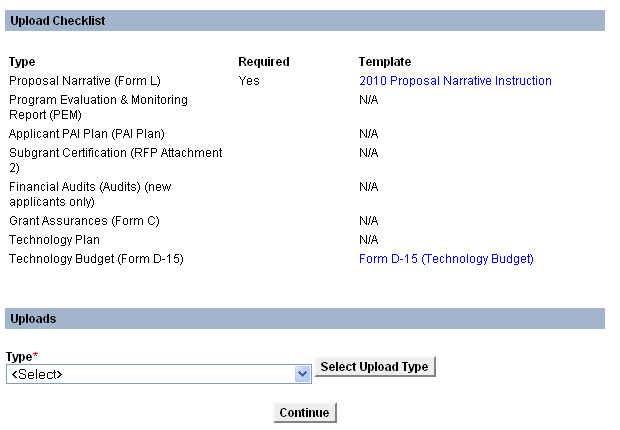 Upload Checklist
Type Required Template
Proposal Narrative (Form L) Yes 2010 Proposal Narrative Instruction
Program Evaluation & Monitoring N/A
Report (PEM)
Applicant PAI Plan (PAI Plan) N/A
Subgrant Certification (RFP Attachment N/A
2)
Financial Audits (Audits) (new N/A
applicants only)
Grant Assurances (Form C) N/A
Technology Plan N/A
Technology Budget (Form D-15) Form D-15 (Technology Budget)
Uploads
Type*
<Select> Select Upload Type
Continue